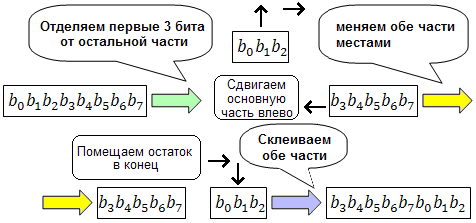 Отделяем первые 3 бита
от остальной части
b₀b₁b₂
меняем обе части
местами
b₀b₁b₂b₃b₄b₅b₆b₇
Сдвигаем
основную
часть влево
b₃b₄b₅b₆b₇
Помещаем остаток
в конец
Склеиваем
обе части
b₃b₄b₅b₆b₇
b₀b₁b₂
b₃b₄b₅b₆b₇b₀b₁b₂